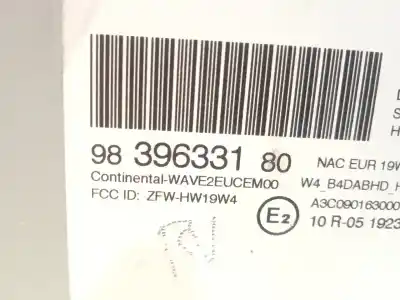 98 396331 80
NAC EUR 19W
Continental-WAVE2EUCEM00
W4_B4DABHD_H
FCC ID: ZFW-HW19W4
A3C090163000
E2
10 R-05 1923